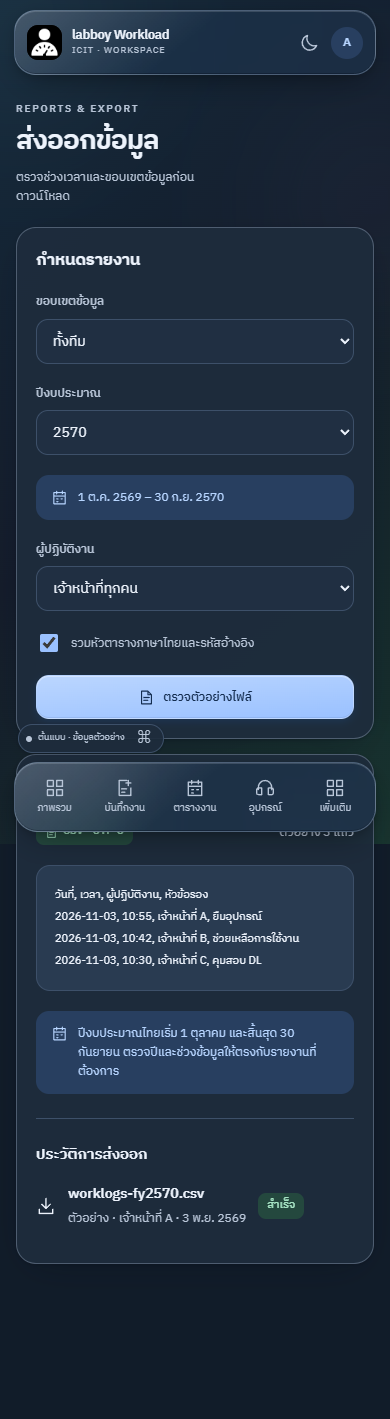 labboy Workload
ICIT · WORKSPACE
A
REPORTS & EXPORT
ส่งออกข้อมูล
ตรวจช่วงเวลาและขอบเขตข้อมูลก่อน
ดาวน์โหลด
กำหนดรายงาน
ขอบเขตข้อมูล
ทั้งทีม
ปีงบประมาณ
2570
1 ต.ค. 2569 – 30 ก.ย. 2570
ผู้ปฏิบัติงาน
เจ้าหน้าที่ทุกคน
รวมหัวตารางภาษาไทยและรหัสอ้างอิง
ตรวจตัวอย่างไฟล์
ต้นแบบ · ข้อมูลตัวอย่าง ⌘
ภาพรวม
บันทึกงาน
ตารางงาน
อุปกรณ์
เพิ่มเติม
วันที่, เวลา, ผู้ปฏิบัติงาน, หัวข้อรอง
2026-11-03, 10:55, เจ้าหน้าที่ A, ยืมอุปกรณ์
2026-11-03, 10:42, เจ้าหน้าที่ B, ช่วยเหลือการใช้งาน
2026-11-03, 10:30, เจ้าหน้าที่ C, คุมสอบ DL
ปีงบประมาณไทยเริ่ม 1 ตุลาคม และสิ้นสุด 30
กันยายน ตรวจปีและช่วงข้อมูลให้ตรงกับรายงานที่
ต้องการ
ประวัติการส่งออก
worklogs-fy2570.csv
สำเร็จ
ตัวอย่าง · เจ้าหน้าที่ A · 3 พ.ย. 2569